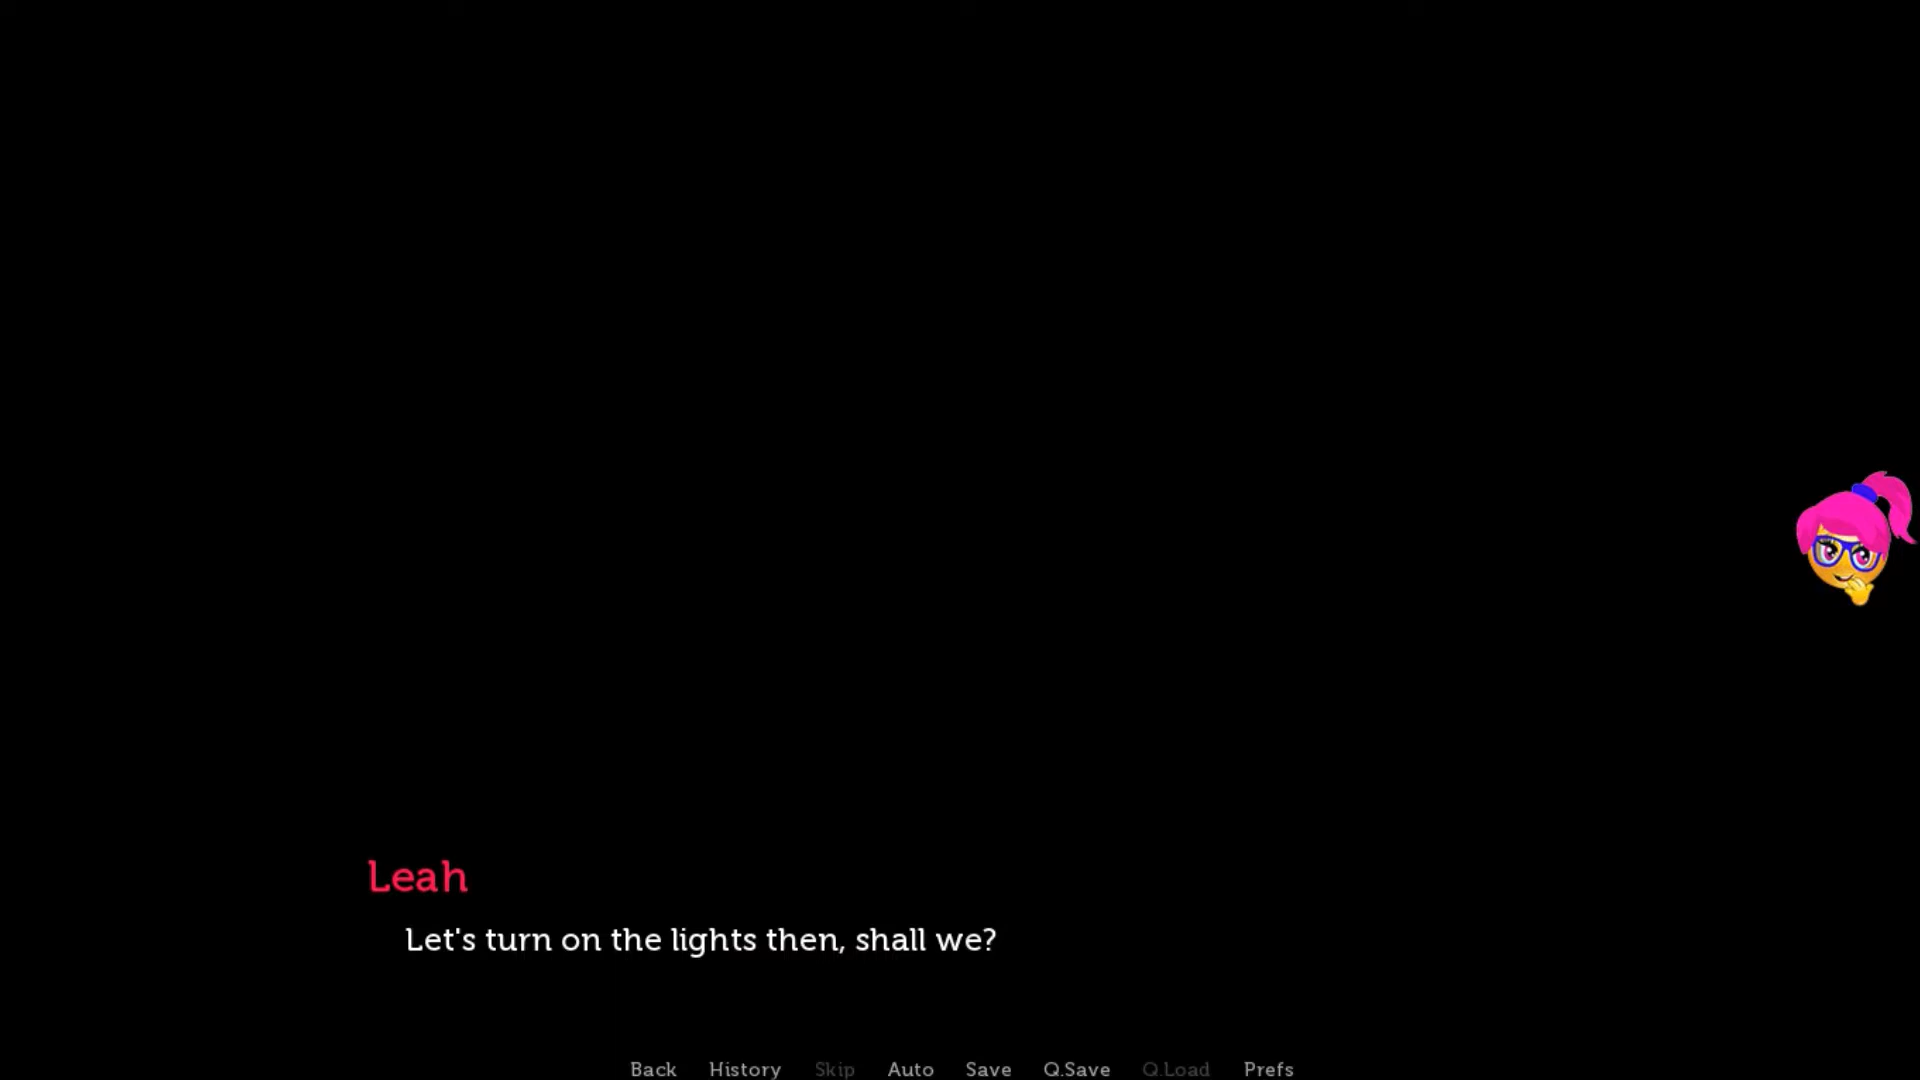 Leah
Let's turn on the lights then, shall we?
Back History Skip Auto Save Q.Save Q.Load Prefs